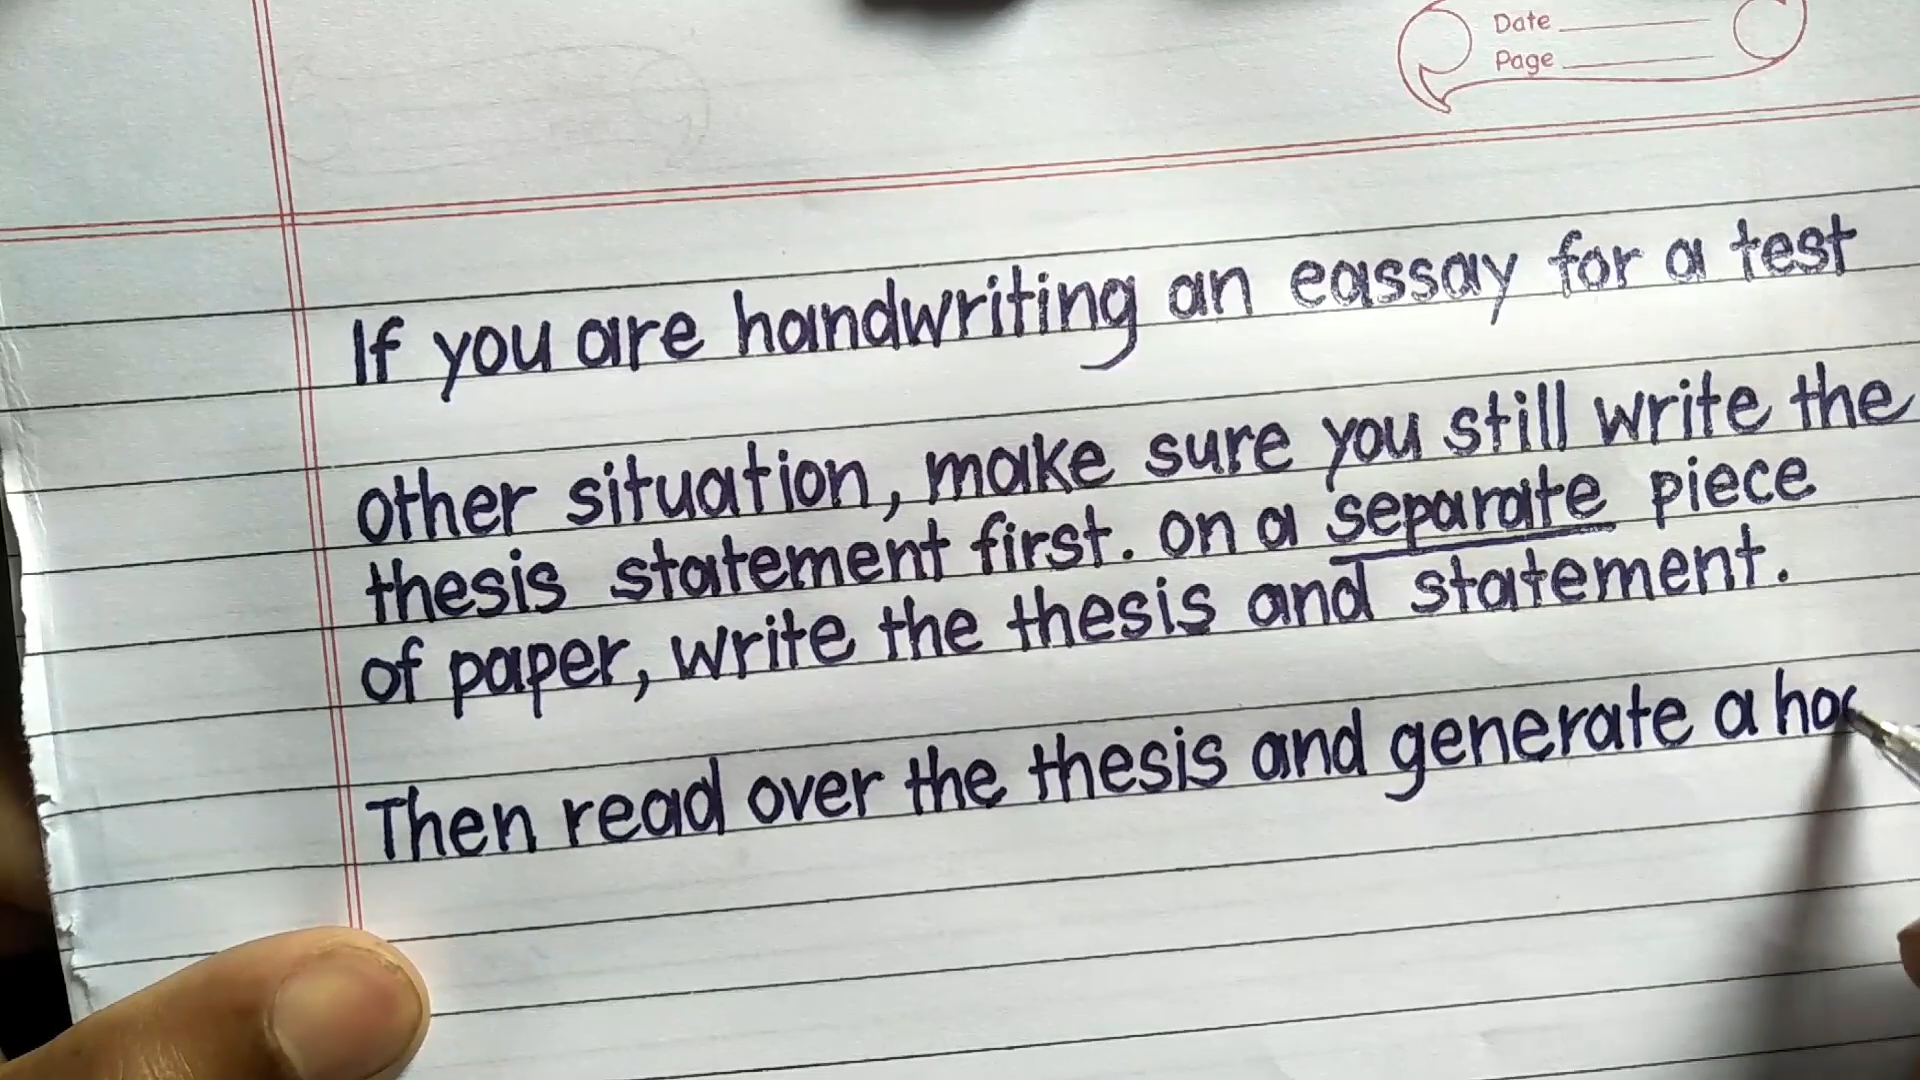 Date
Page
If you are handwriting an eassay for a test
other situation, make sure you still write the
thesis statement first. on a separate piece
of paper, write the thesis and statement.
Then read over the thesis and generate a